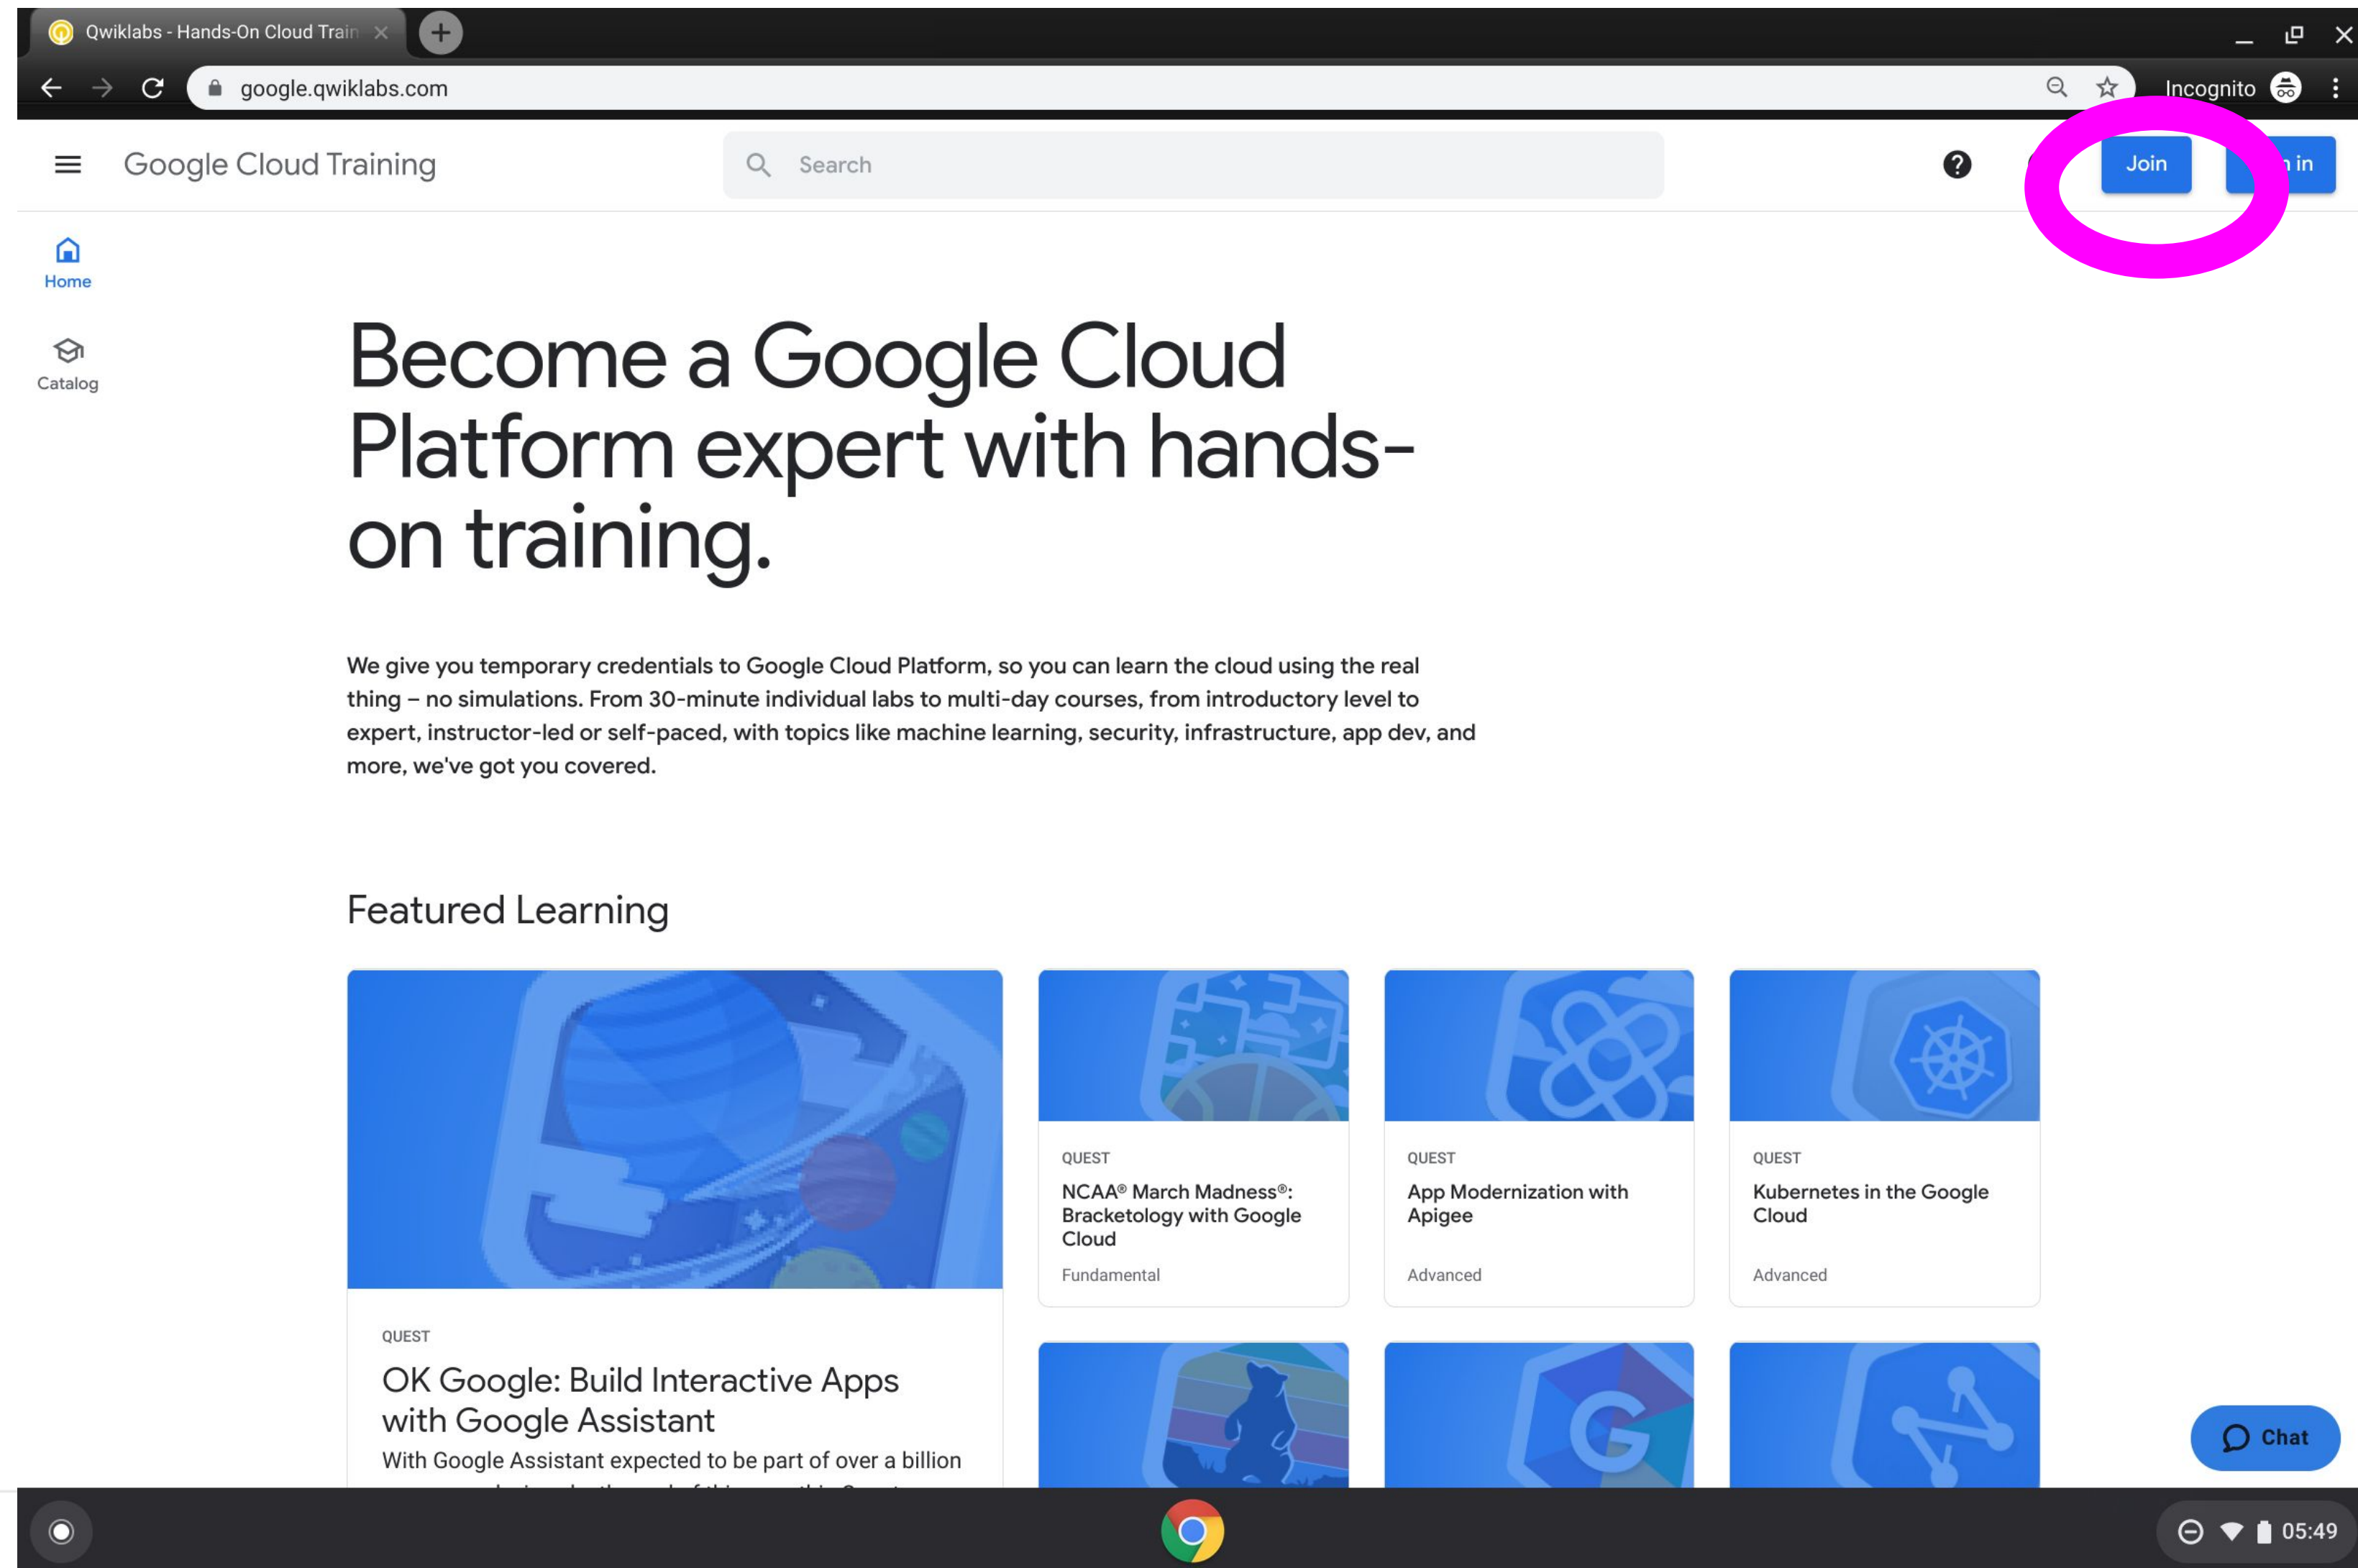 Qwiklabs - Hands-On Cloud Train
google.qwiklabs.com
Incognito
Google Cloud Training
Search
Join
in
Home
Catalog
Become a Google Cloud
Platform expert with hands-
on training.
We give you temporary credentials to Google Cloud Platform, so you can learn the cloud using the real
thing – no simulations. From 30-minute individual labs to multi-day courses, from introductory level to
expert, instructor-led or self-paced, with topics like machine learning, security, infrastructure, app dev, and
more, we've got you covered.
Featured Learning
QUEST
OK Google: Build Interactive Apps
with Google Assistant
With Google Assistant expected to be part of over a billion
QUEST
NCAA® March Madness®:
Bracketology with Google
Cloud
Fundamental
QUEST
App Modernization with
Apigee
Advanced
QUEST
Kubernetes in the Google
Cloud
Advanced
G
Chat
05:49